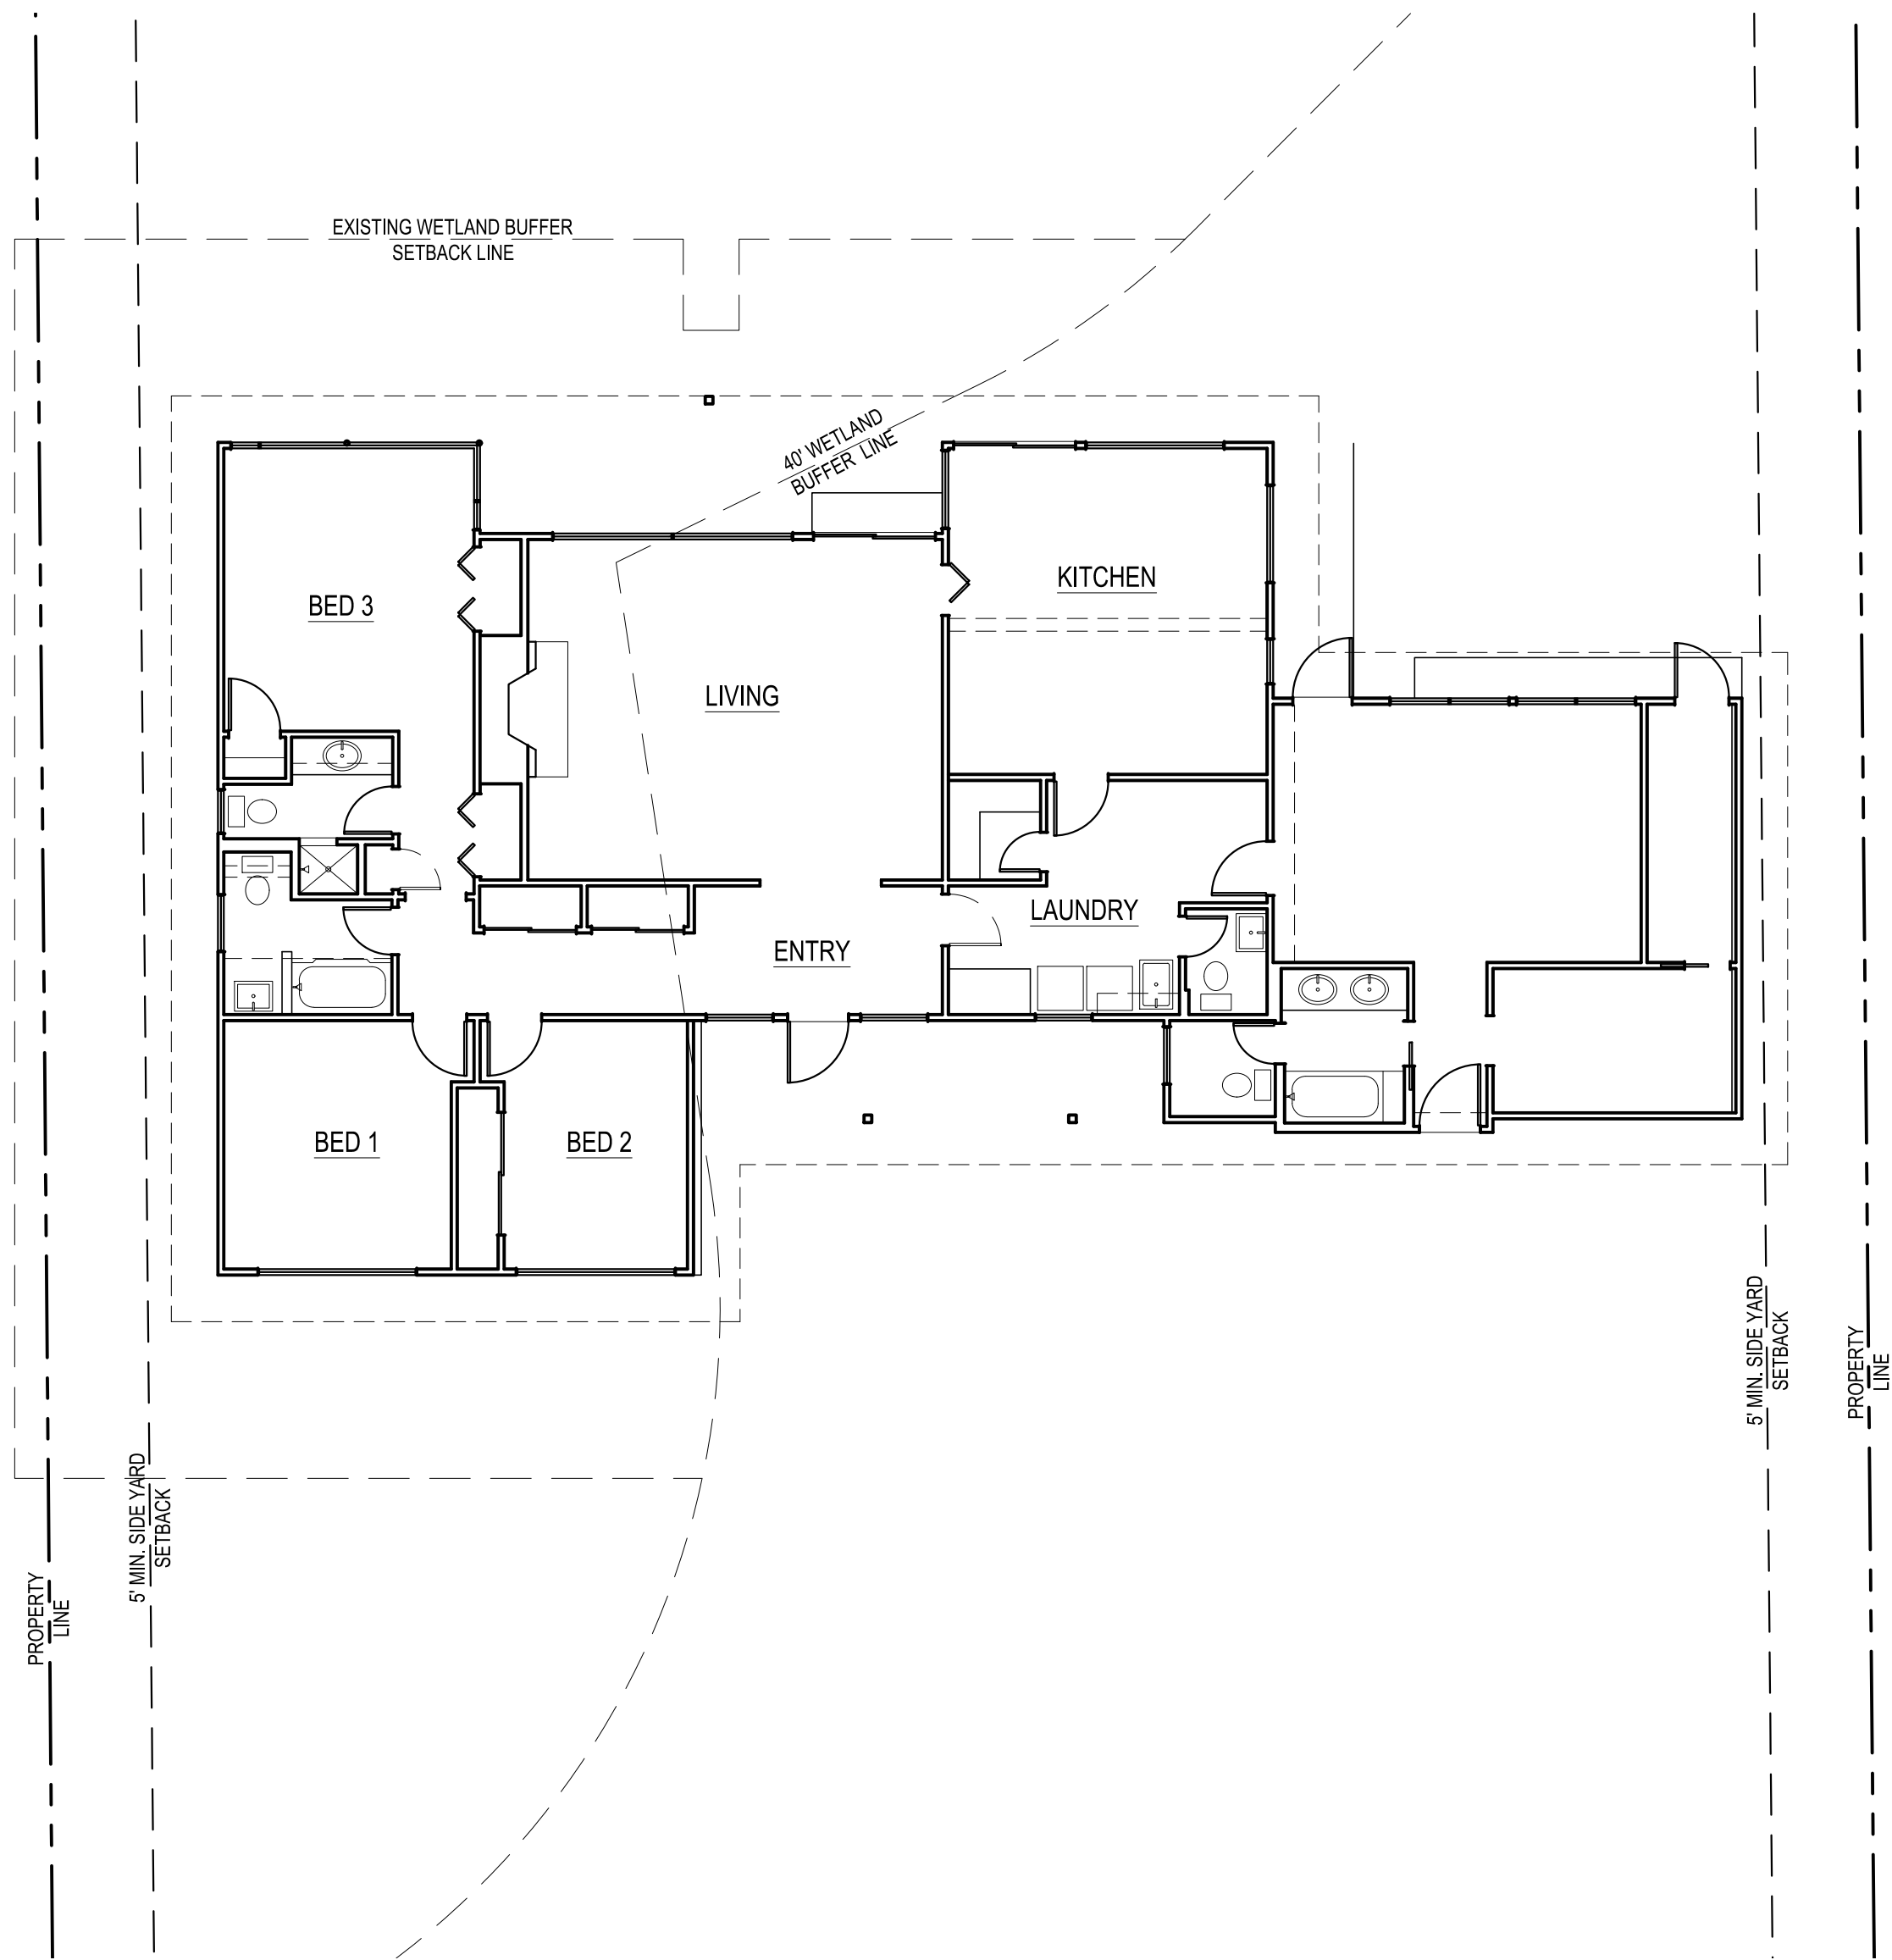 EXISTING WETLAND BUFFER
SETBACK LINE
40' WETLAND
BUFFER LINE
KITCHEN
BED 3
LIVING
LAUNDRY
ENTRY
BED 1
BED 2
5' MIN. SIDE YARD
SETBACK
PROPERTY
LINE
5' MIN. SIDE YARD
SETBACK
PROPERTY
LINE